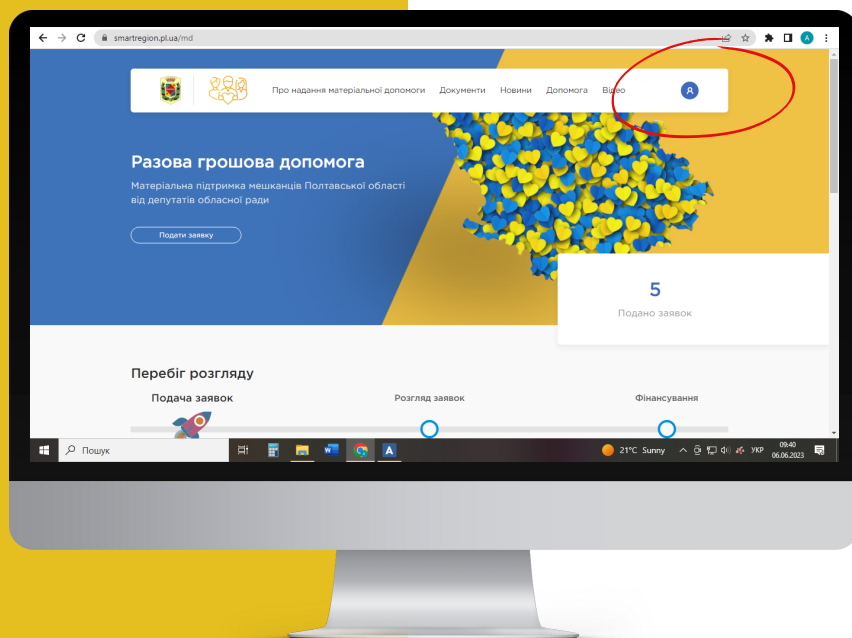 smartregion.pl.ua/md
A
Про надання матеріальної допомоги Документи Новини Допомога Відео
Разова грошова допомога
Матеріальна підтримка мешканців Полтавської області
від депутатів обласної ради
Подати заявку
5
Подано заявок
Перебіг розгляду
Подача заявок Розгляд заявок Фінансування
Пошук
W
A
21°C Sunny
УКР
09:40
06.06.2023